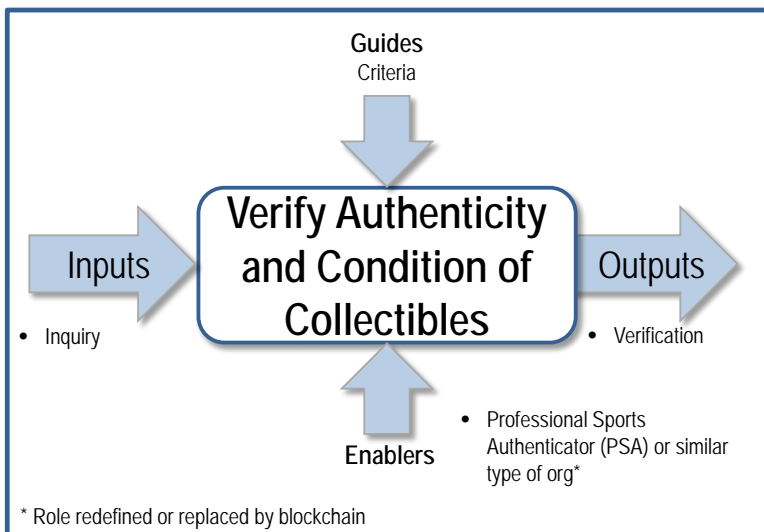 Guides
Criteria
Verify Authenticity
and Condition of
Collectibles
Inputs
Outputs
• Inquiry
• Verification
Enablers
• Professional Sports
Authenticator (PSA) or similar
type of org*
* Role redefined or replaced by blockchain